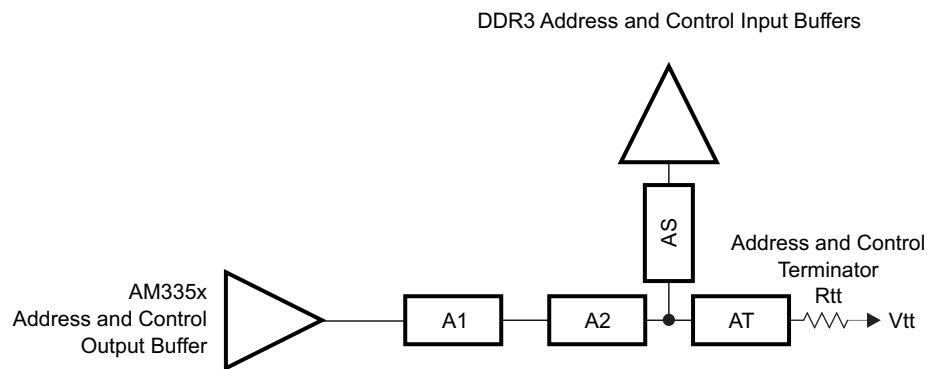 DDR3 Address and Control Input Buffers
AS
Address and Control
Terminator
Rtt
AM335x
Address and Control
Output Buffer
A1
A2
AT
Vtt